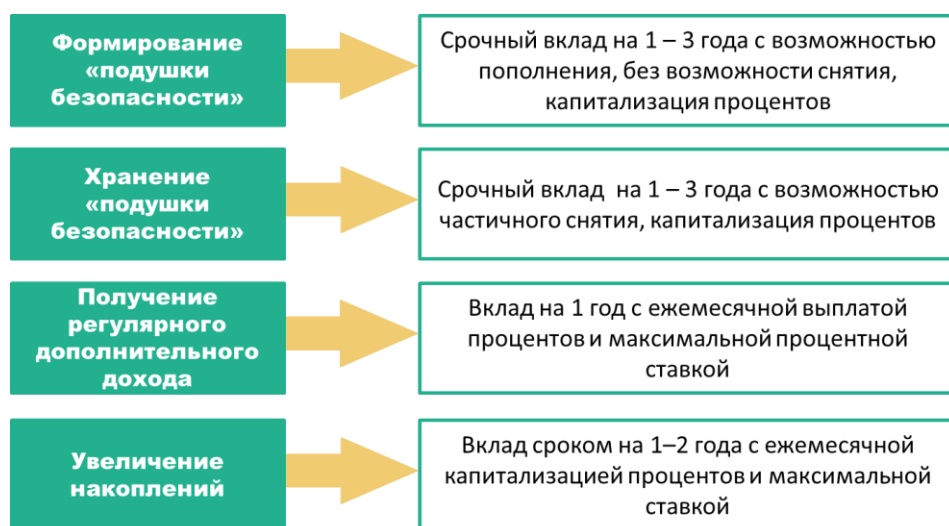 Формирование
«подушки
безопасности»
Срочный вклад на 1 – 3 года с возможностью
пополнения, без возможности снятия,
капитализация процентов
Хранение
«подушки
безопасности»
Срочный вклад на 1 – 3 года с возможностью
частичного снятия, капитализация процентов
Получение
регулярного
дополнительного
дохода
Вклад на 1 год с ежемесячной выплатой
процентов и максимальной процентной
ставкой
Увеличение
накоплений
Вклад сроком на 1–2 года с ежемесячной
капитализацией процентов и максимальной
ставкой